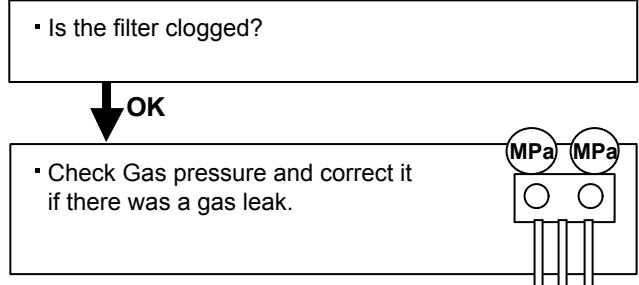 ▪ Is the filter clogged?
OK
▪ Check Gas pressure and correct it
if there was a gas leak.
MPa MPa